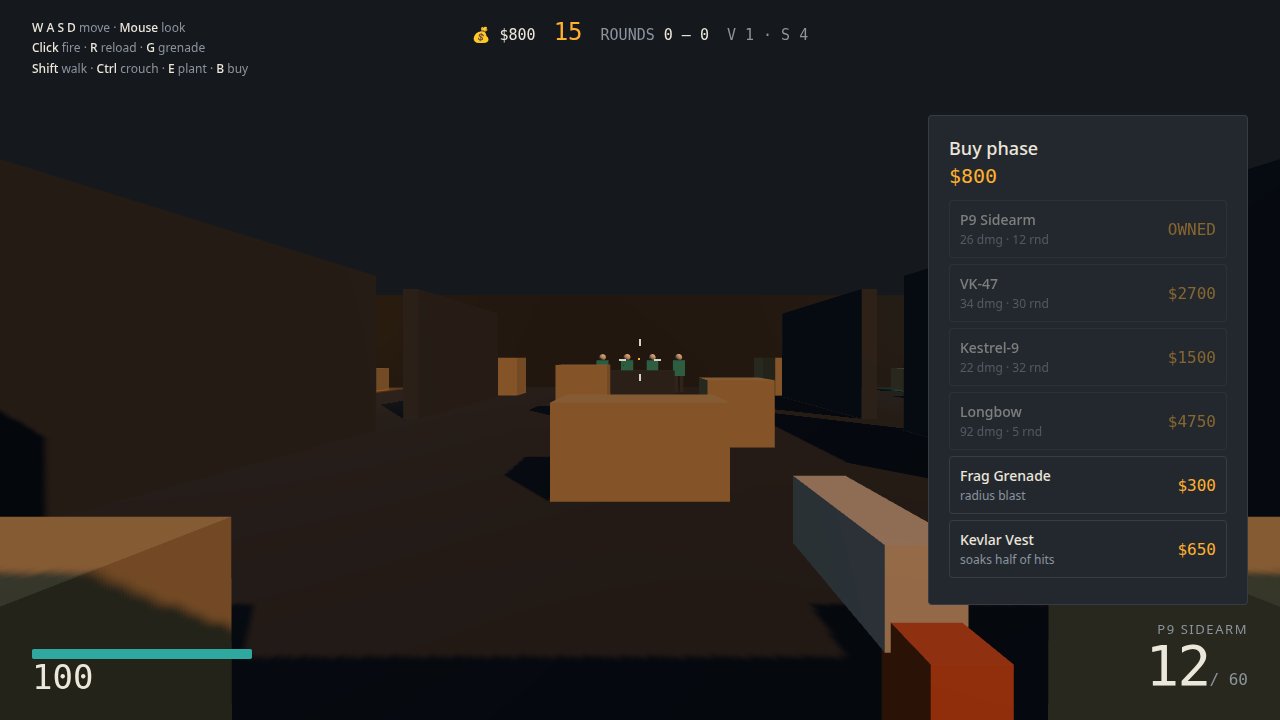 W A S D move · Mouse look
Click fire · R reload · G grenade
Shift walk · Ctrl crouch · E plant · B buy
$800 15 ROUNDS 0 — 0 V 1 · S 4
Buy phase
$800
P9 Sidearm
26 dmg · 12 rnd
OWNED
VK-47
34 dmg · 30 rnd
$2700
Kestrel-9
22 dmg · 32 rnd
$1500
Longbow
92 dmg · 5 rnd
$4750
Frag Grenade
radius blast
$300
Kevlar Vest
soaks half of hits
$650
100
P9 SIDEARM
12 / 60